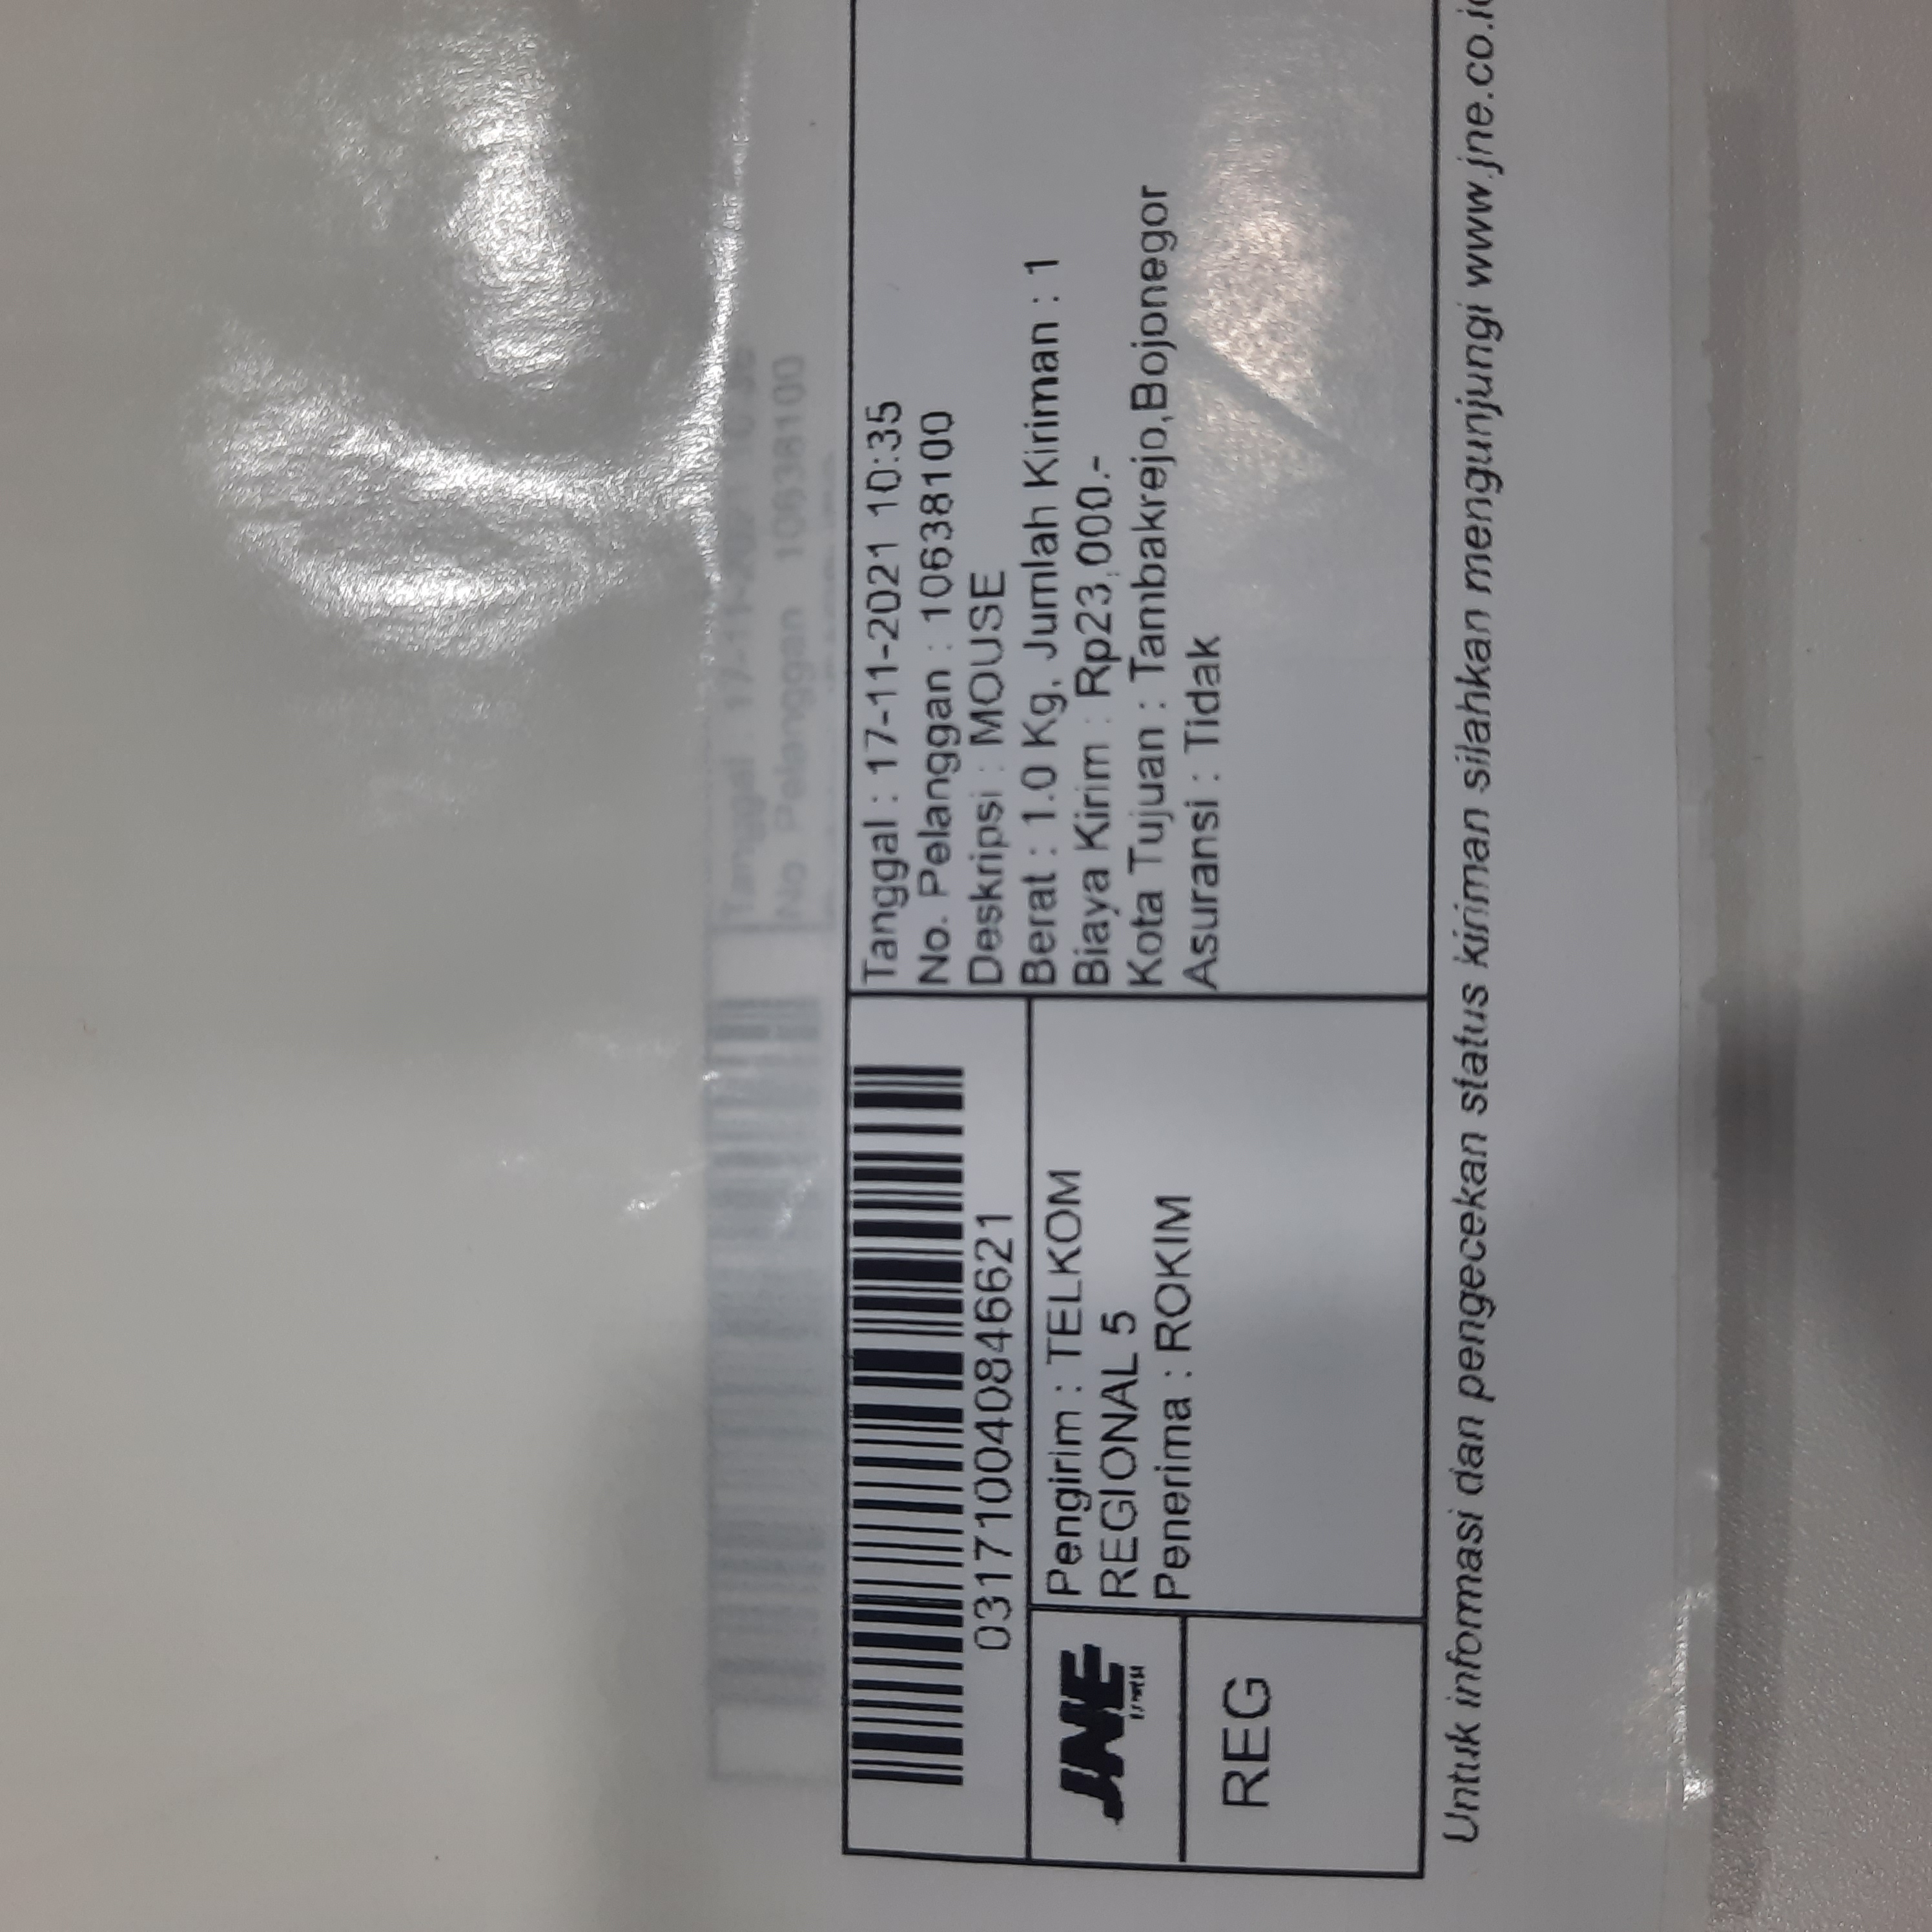 Tanggal : 17-11-2021 10:35
No. Pelanggan 10638100
031710040846621
JNE
REG
Pengirim : TELKOM
REGIONAL 5
Penerima : ROKIM
Tanggal : 17-11-2021 10:35
No. Pelanggan : 10638100
Deskripsi : MOUSE
Berat : 1.0 Kg, Jumlah Kiriman : 1
Biaya Kirim : Rp23,000.-
Kota Tujuan : Tambakrejo,Bojonegor
Asuransi : Tidak
Untuk informasi dan pengecekan status kiriman silahkan mengunjungi www.jne.co.id